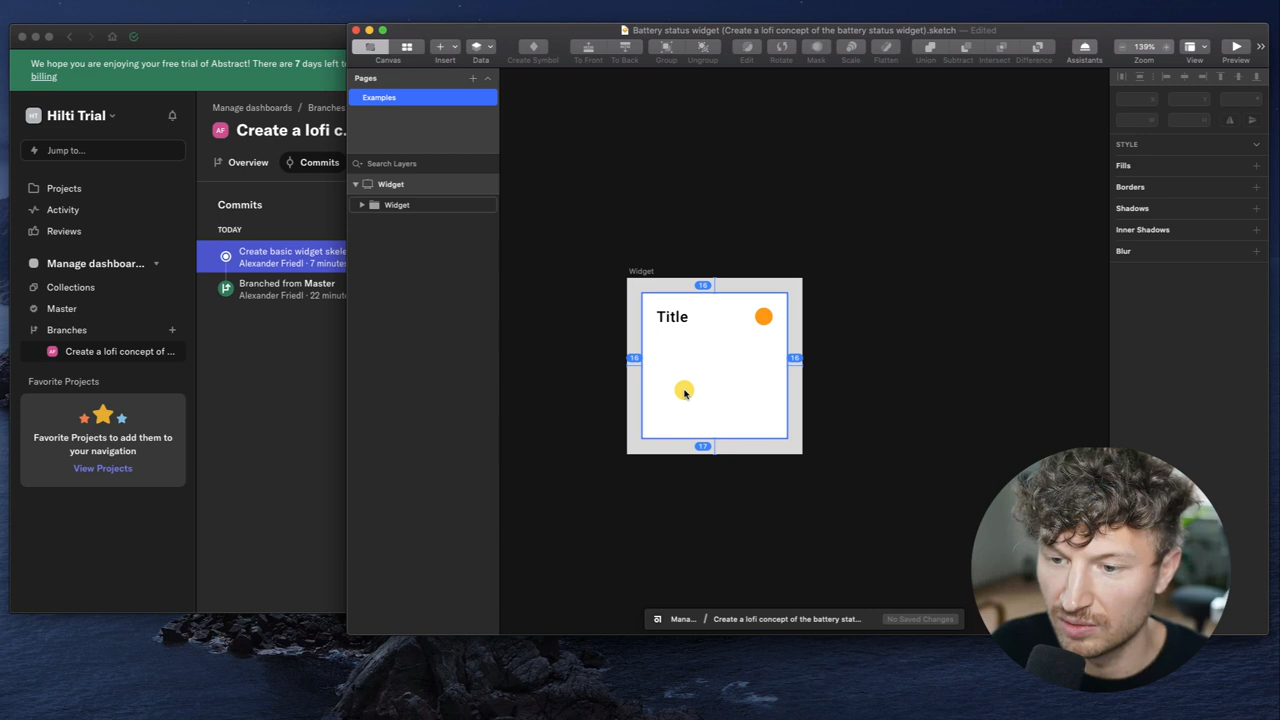 We hope you are enjoying your free trial of Abstract! There are 7 days left to
billing
HT
Hilti Trial
Jump to...
Projects
Activity
Reviews
Manage dashboar...
Collections
Master
Branches
AF
Create a lofi concept of ...
Favorite Projects
Favorite Projects to add them to
your navigation
View Projects
Manage dashboards / Branches
AF
Create a lofi c...
Overview
Commits
Commits
TODAY
Create basic widget skele
Alexander Friedl · 7 minute
Branched from Master
Alexander Friedl · 22 minut
Battery status widget (Create a lofi concept of the battery status widget).sketch — Edited
Canvas
Insert
Data
Create Symbol
To Front
To Back
Group
Ungroup
Edit
Rotate
Mask
Scale
Flatten
Union
Subtract
Intersect
Difference
Assistants
139%
View
Preview
Pages
Examples
Search Layers
Widget
Widget
Widget
16
Title
16
16
17
Mana... / Create a lofi concept of the battery stat...
No Saved Changes
X
Y
W
H
STYLE
Fills
Borders
Shadows
Inner Shadows
Blur